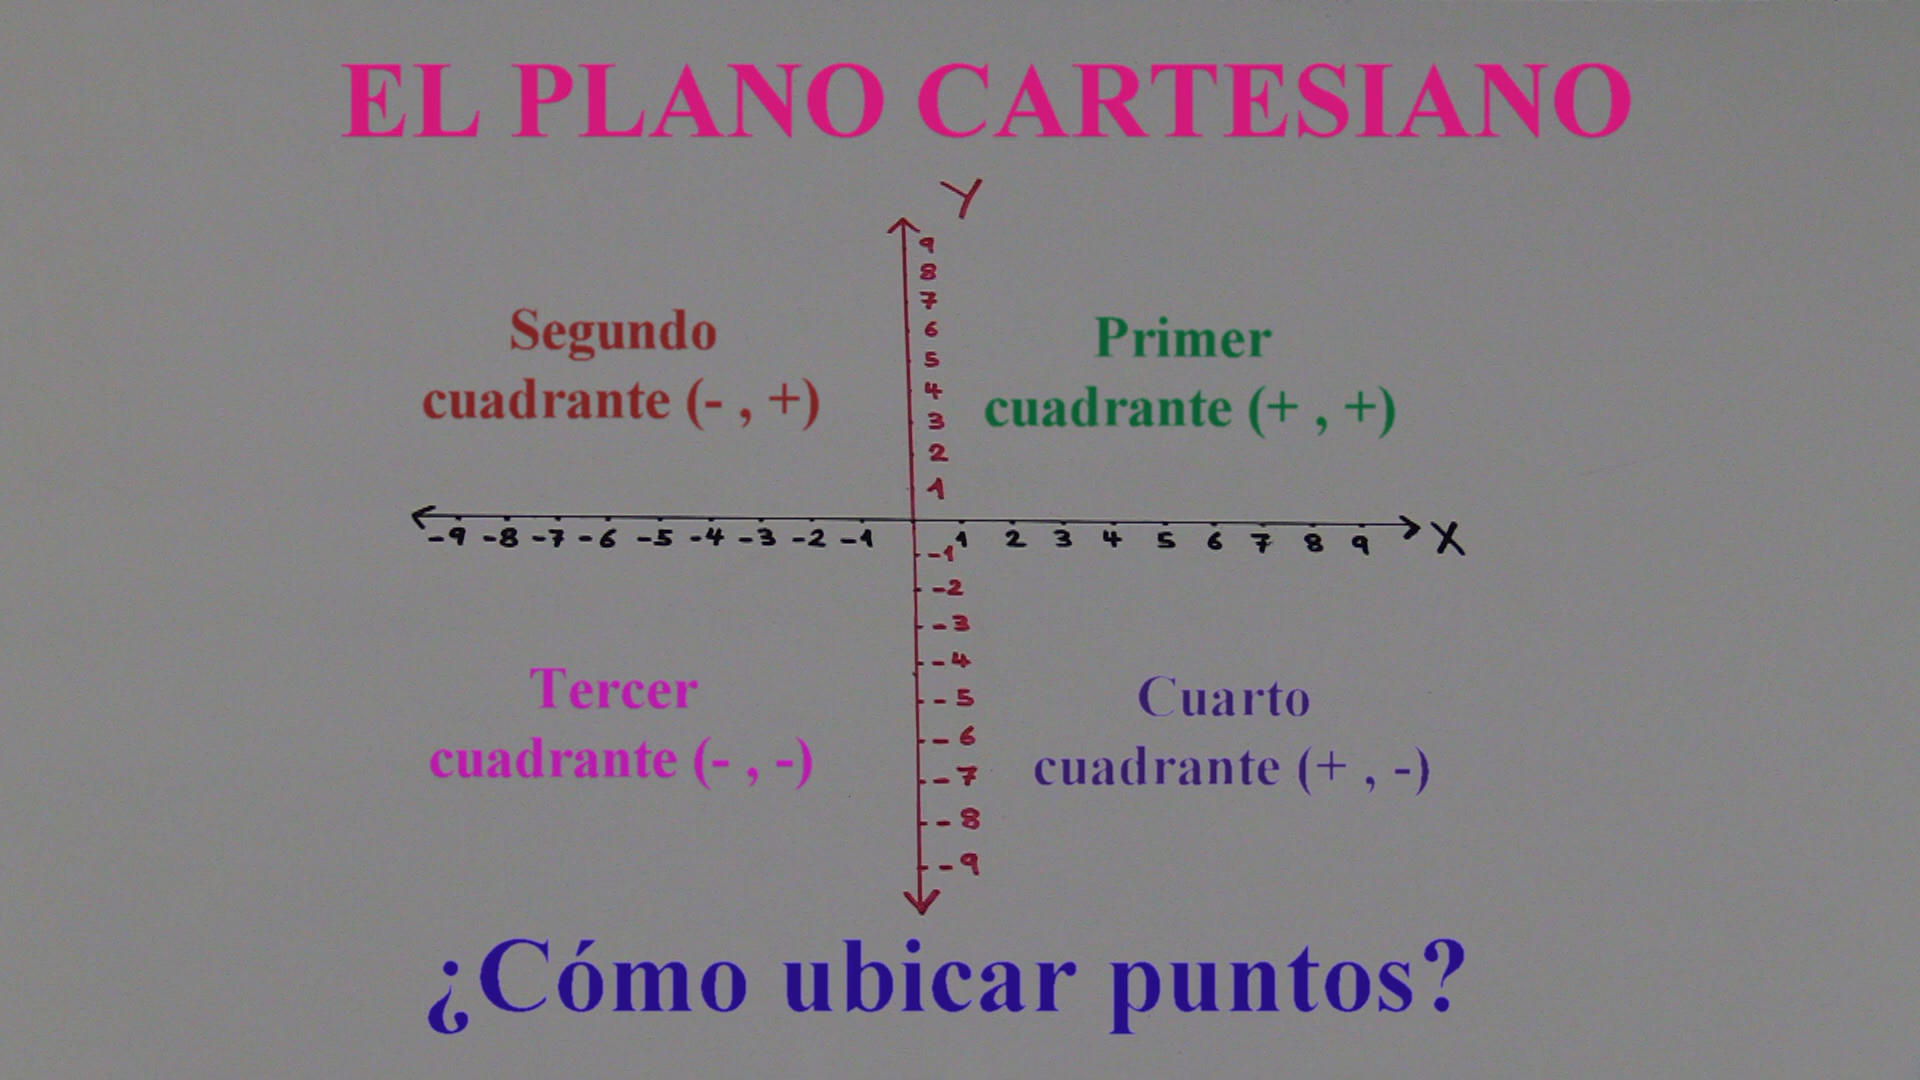 EL PLANO CARTESIANO
Y
9
8
7
6
5
4
3
2
1
Segundo
cuadrante (- , +)
Primer
cuadrante (+ , +)
-9 -8 -7 -6 -5 -4 -3 -2 -1 1 2 3 4 5 6 7 8 9 X
-1
-2
-3
-4
-5
-6
-7
-8
-9
Tercer
cuadrante (- , -)
Cuarto
cuadrante (+ , -)
¿Cómo ubicar puntos?